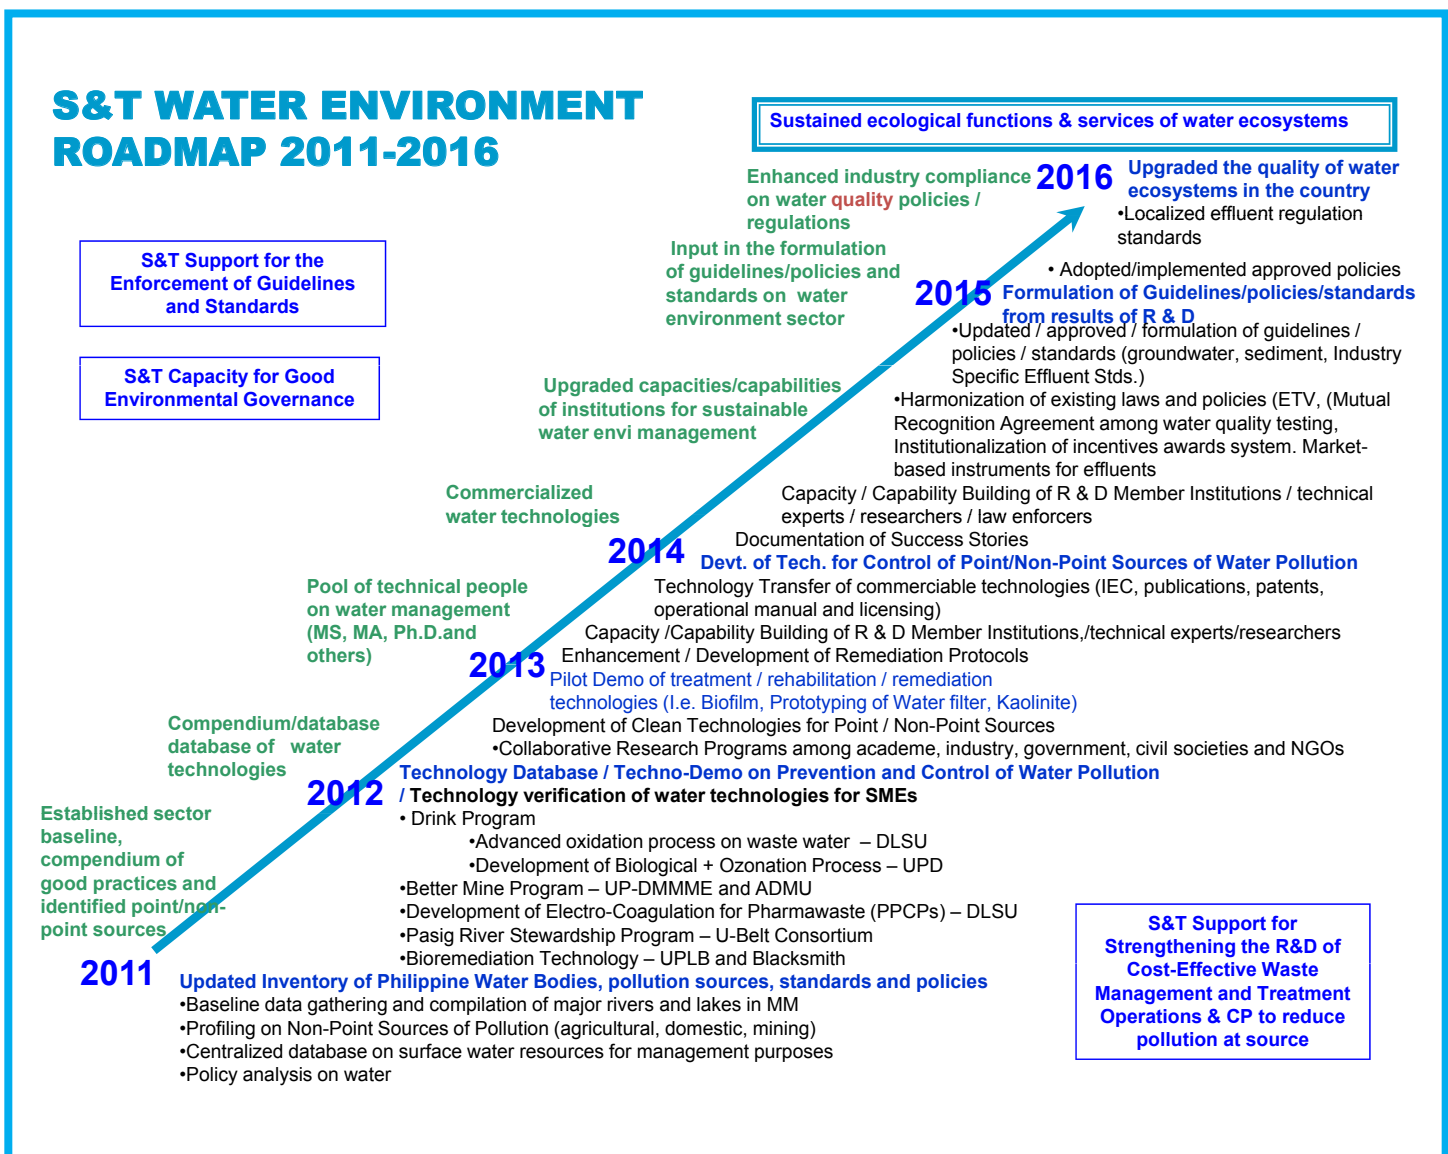 S&T WATER ENVIRONMENT
ROADMAP 2011-2016
Sustained ecological functions & services of water ecosystems
S&T Support for the
Enforcement of Guidelines
and Standards
S&T Capacity for Good
Environmental Governance
Enhanced industry compliance
on water quality policies /
regulations
2016
Upgraded the quality of water
ecosystems in the country
•Localized effluent regulation
standards
• Adopted/implemented approved policies
Input in the formulation
of guidelines/policies and
standards on water
environment sector
2015
Formulation of Guidelines/policies/standards
from results of R & D
•Updated / approved / formulation of guidelines /
policies / standards (groundwater, sediment, Industry
Specific Effluent Stds.)
•Harmonization of existing laws and policies (ETV, (Mutual
Recognition Agreement among water quality testing,
Institutionalization of incentives awards system. Market-
based instruments for effluents
Capacity / Capability Building of R & D Member Institutions / technical
experts / researchers / law enforcers
Documentation of Success Stories
Upgraded capacities/capabilities
of institutions for sustainable
water envi management
Commercialized
water technologies
2014
Devt. of Tech. for Control of Point/Non-Point Sources of Water Pollution
Technology Transfer of commerciable technologies (IEC, publications, patents,
operational manual and licensing)
Capacity /Capability Building of R & D Member Institutions,/technical experts/researchers
Enhancement / Development of Remediation Protocols
Pool of technical people
on water management
(MS, MA, Ph.D.and
others)
2013
Pilot Demo of treatment / rehabilitation / remediation
technologies (I.e. Biofilm, Prototyping of Water filter, Kaolinite)
Development of Clean Technologies for Point / Non-Point Sources
•Collaborative Research Programs among academe, industry, government, civil societies and NGOs
Compendium/database
database of water
technologies
2012
Technology Database / Techno-Demo on Prevention and Control of Water Pollution
/ Technology verification of water technologies for SMEs
• Drink Program
•Advanced oxidation process on waste water – DLSU
•Development of Biological + Ozonation Process – UPD
•Better Mine Program – UP-DMMME and ADMU
•Development of Electro-Coagulation for Pharmawaste (PPCPs) – DLSU
•Pasig River Stewardship Program – U-Belt Consortium
•Bioremediation Technology – UPLB and Blacksmith
Established sector
baseline,
compendium of
good practices and
identified point/non-
point sources
2011
Updated Inventory of Philippine Water Bodies, pollution sources, standards and policies
•Baseline data gathering and compilation of major rivers and lakes in MM
•Profiling on Non-Point Sources of Pollution (agricultural, domestic, mining)
•Centralized database on surface water resources for management purposes
•Policy analysis on water
S&T Support for
Strengthening the R&D of
Cost-Effective Waste
Management and Treatment
Operations & CP to reduce
pollution at source